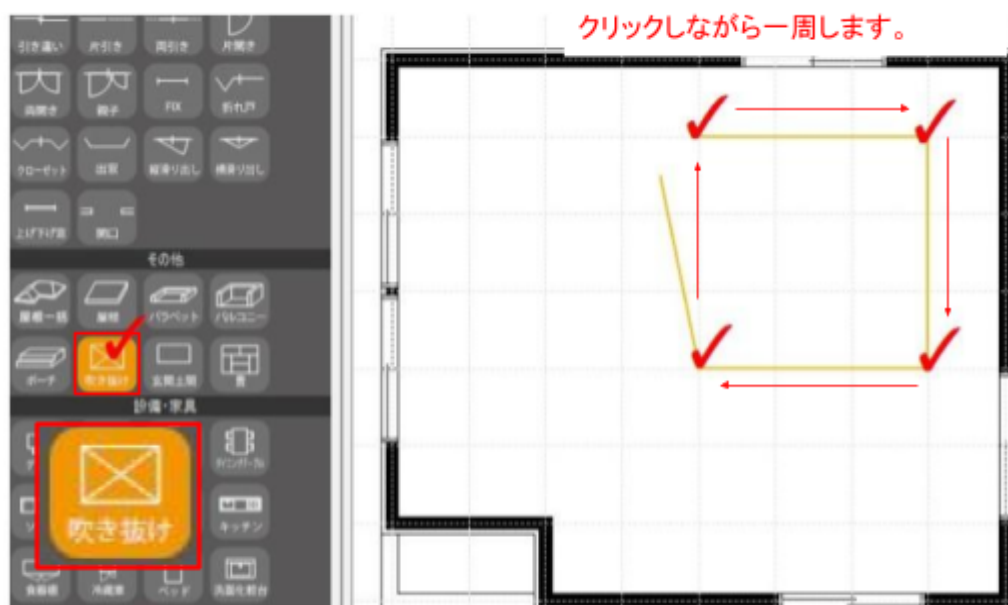 クリックしながら一周します。
引き違い 片引き 両引き 片開き
両開き 親子 FIX 折れ戸
クローゼット 出窓 縦滑り出し 横滑り出し
上げ下げ窓 開口
その他
屋根一括 屋根 パラペット バルコニー
ポーチ 吹き抜け 玄関土間 畳
設備・家具
ダイニングテーブル
吹き抜け
ソ キッチン
食器棚 冷蔵庫 ベッド 洗面化粧台